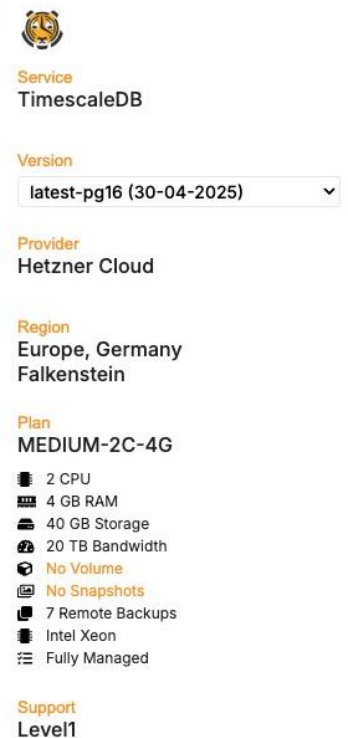 Service
TimescaleDB
Version
latest-pg16 (30-04-2025)
Provider
Hetzner Cloud
Region
Europe, Germany
Falkenstein
Plan
MEDIUM-2C-4G
2 CPU
4 GB RAM
40 GB Storage
20 TB Bandwidth
No Volume
No Snapshots
7 Remote Backups
Intel Xeon
Fully Managed
Support
Level1